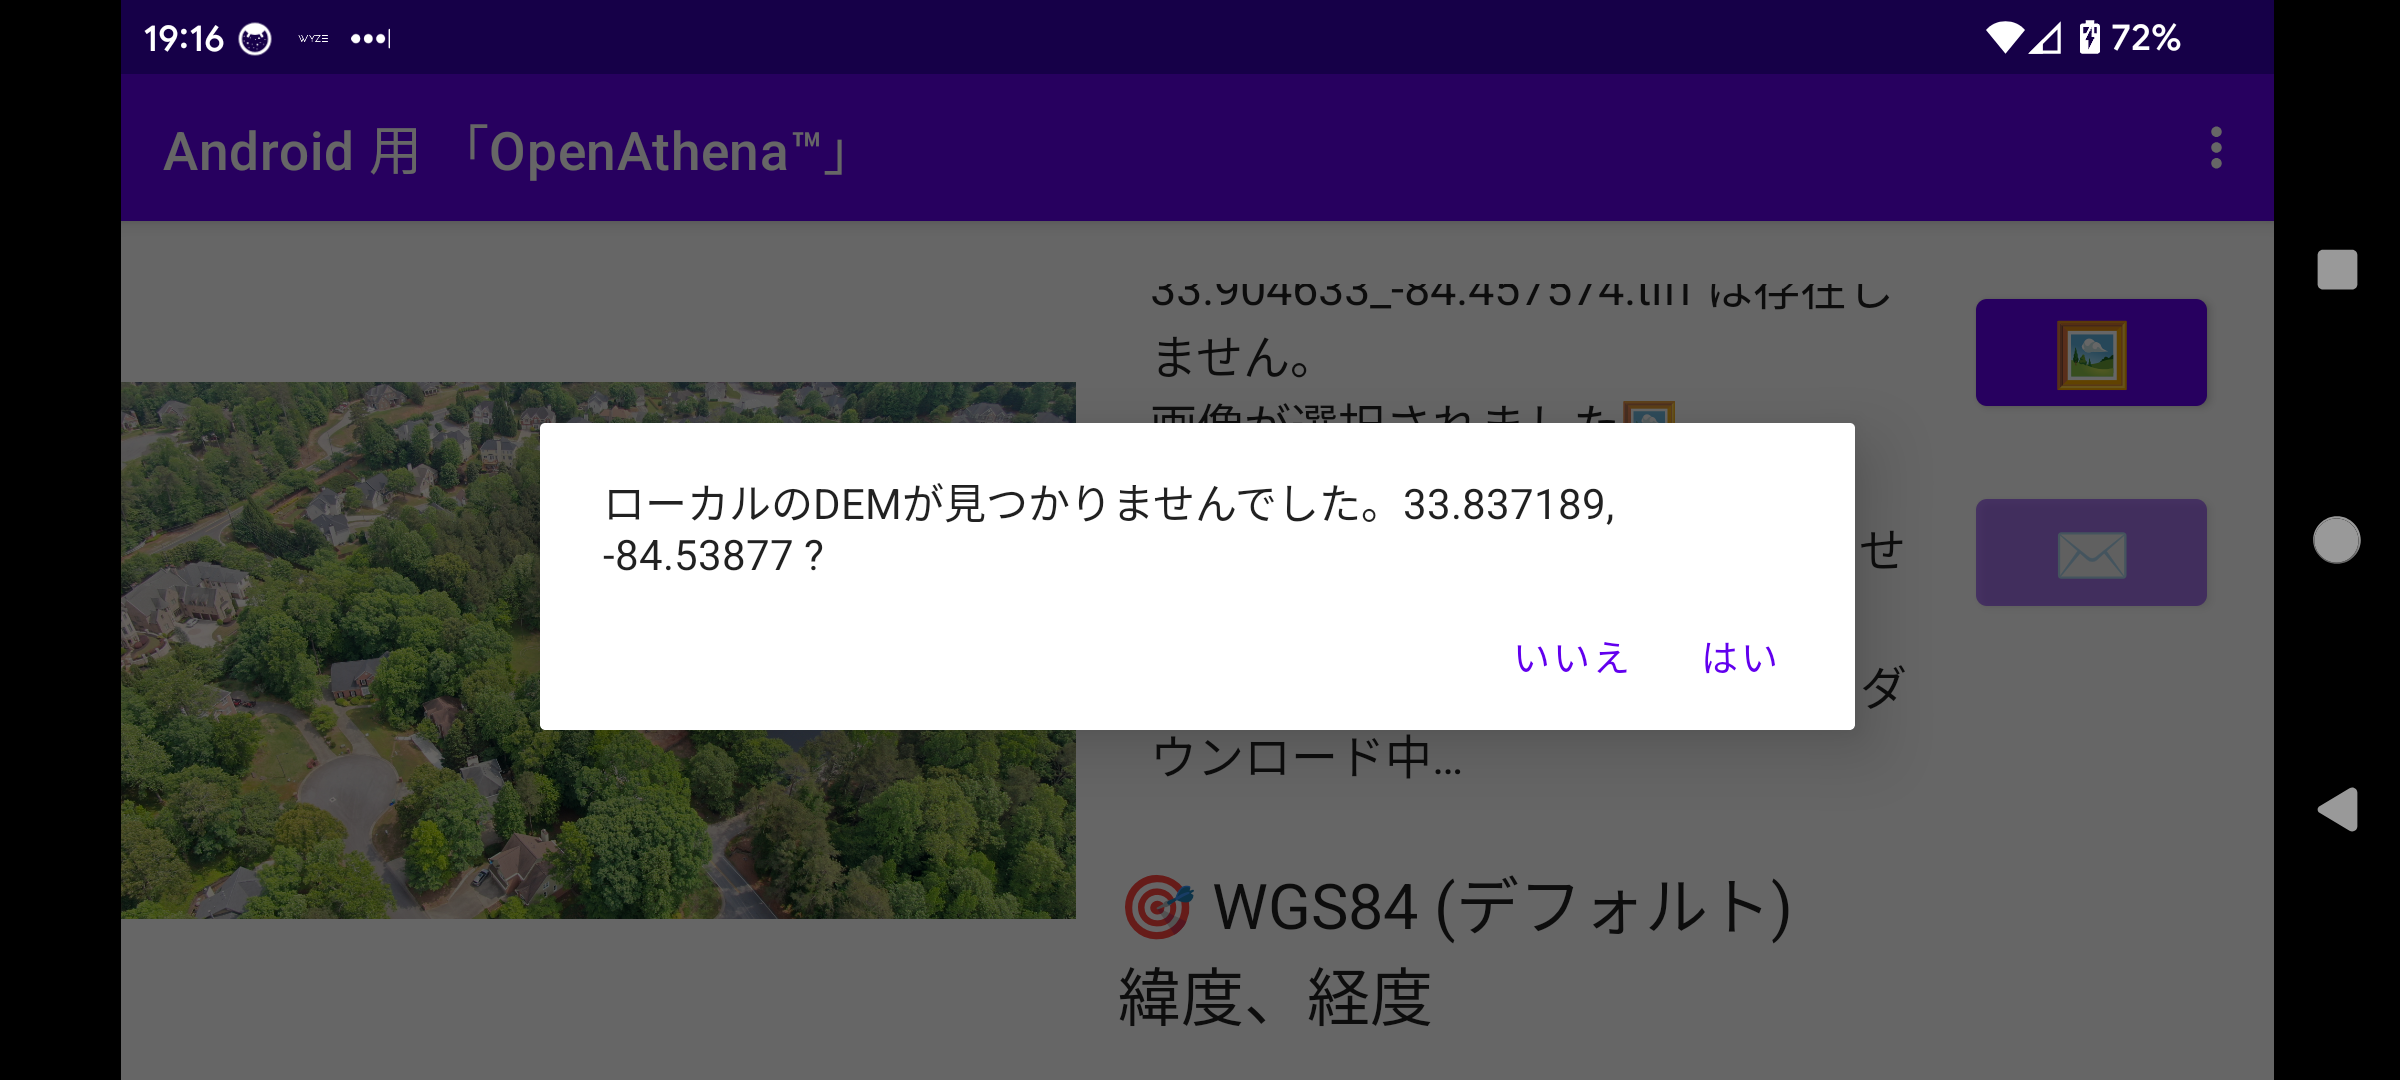 19:16 WYZE 72%
Android 用 「OpenAthena™」
33.904633_-84.457574.tiff は存在し
ません。
画像が選択されました
ローカルのDEMが見つかりませんでした。33.837189,
-84.53877 ?
せ
いいえ はい
ダ
ウンロード中...
WGS84 (デフォルト)
緯度、経度